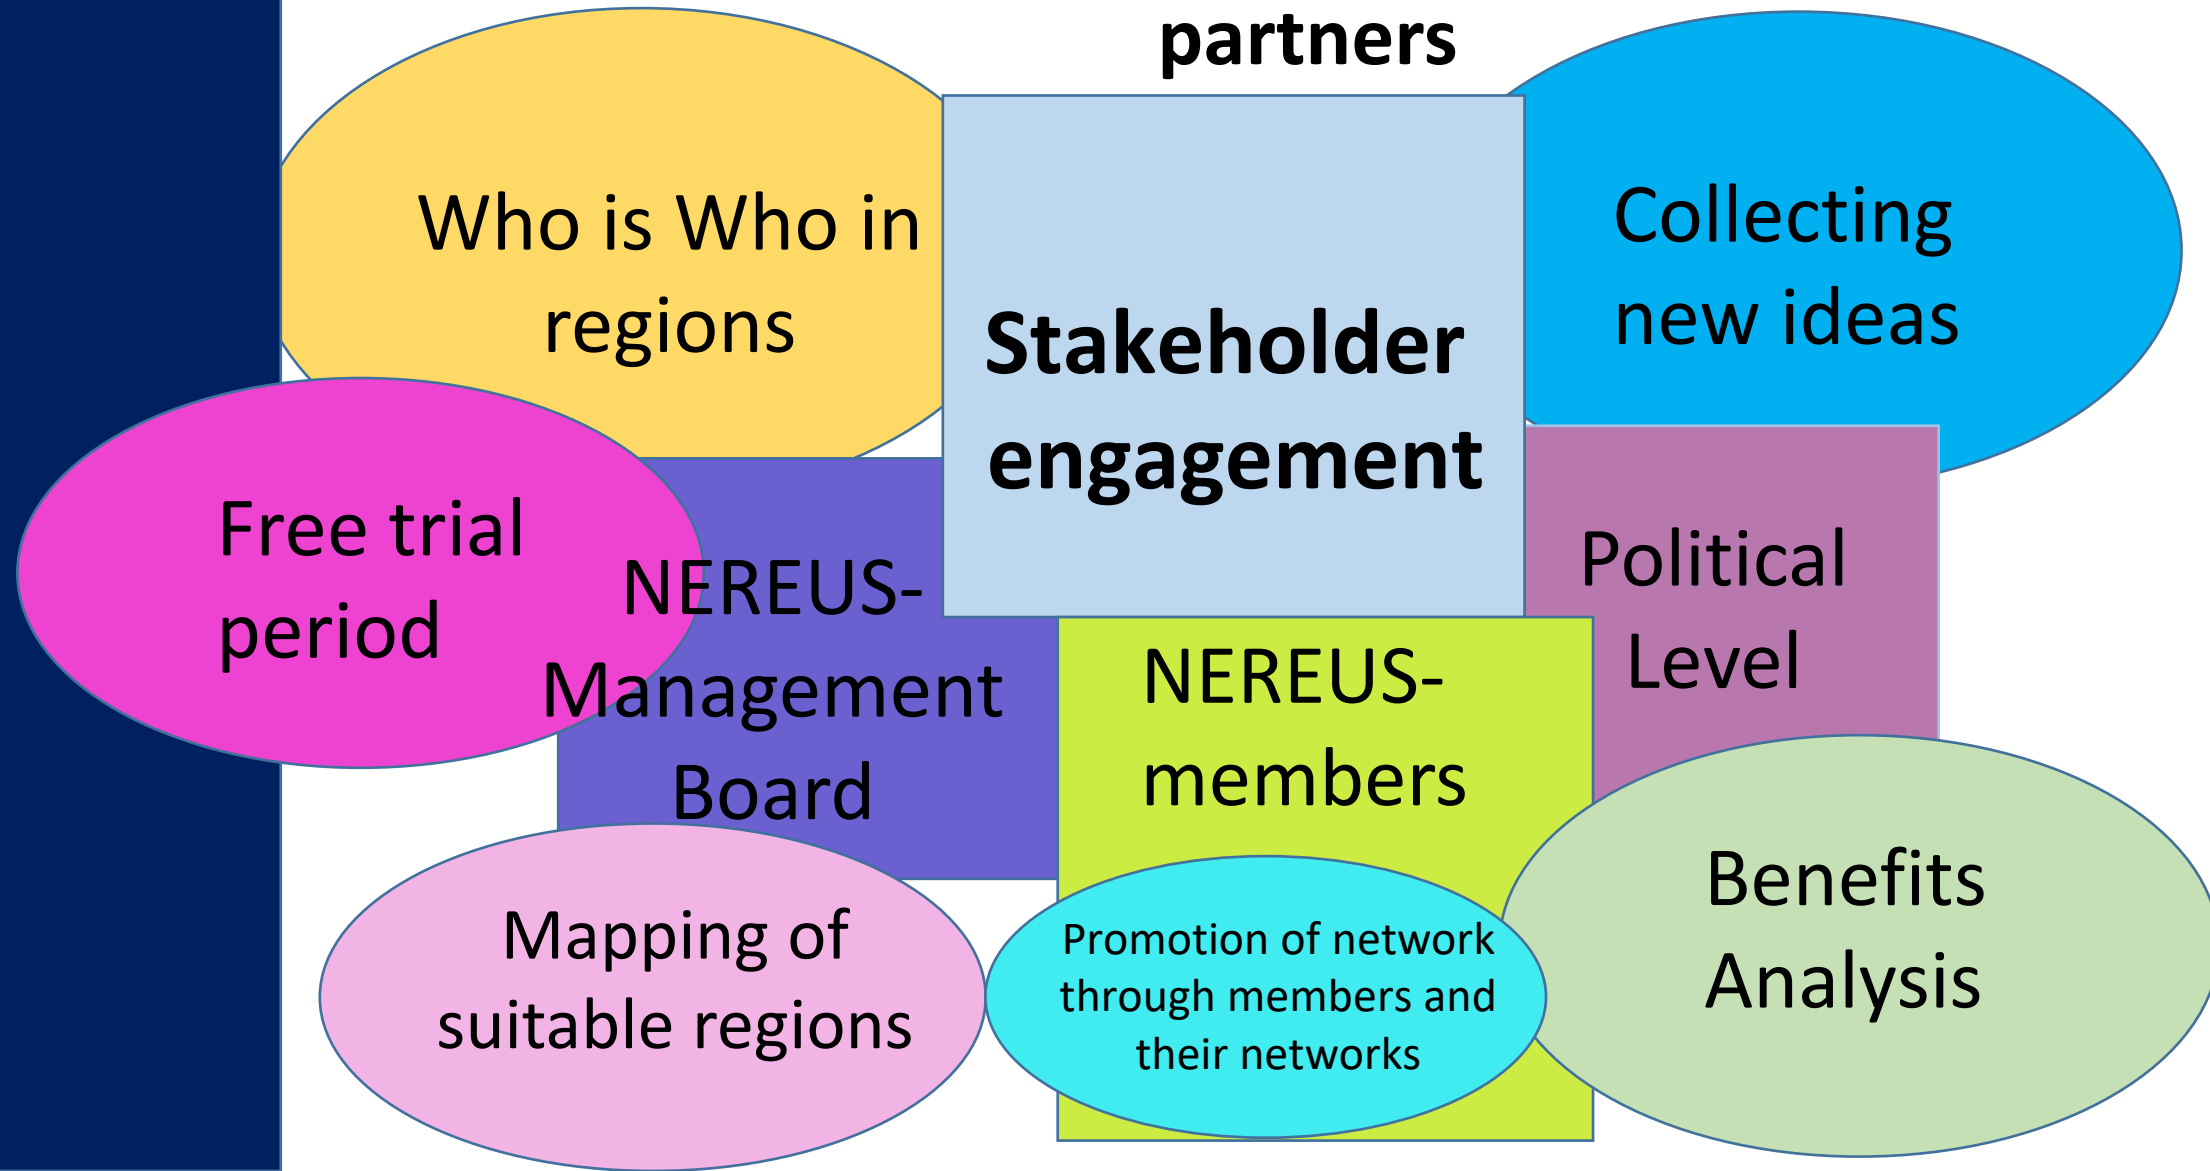 partners
Who is Who in
regions
Stakeholder
engagement
Collecting
new ideas
Free trial
period
NEREUS-
Management
Board
NEREUS-
members
Political
Level
Mapping of
suitable regions
Promotion of network
through members and
their networks
Benefits
Analysis